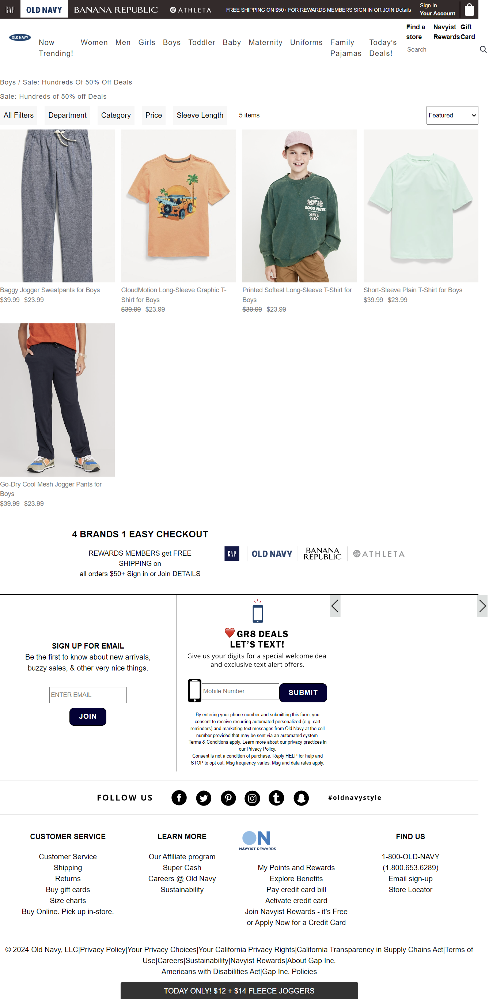 GAP
OLD NAVY
BANANA REPUBLIC
ATHLETA
FREE SHIPPING ON $50+ FOR REWARDS MEMBERS SIGN IN OR JOIN Details
Sign In
Your Account
OLD NAVY
Now Trending!
Women
Men
Girls
Boys
Toddler
Baby
Maternity
Uniforms
Family Pajamas
Today's Deals!
Find a store
Navyist Rewards
Gift Card
Search
Boys / Sale: Hundreds Of 50% Off Deals
Sale: Hundreds of 50% off Deals
All Filters
Department
Category
Price
Sleeve Length
5 items
Featured
GOOD VIBES
SINCE
1950
Baggy Jogger Sweatpants for Boys
$39.99 $23.99
CloudMotion Long-Sleeve Graphic T-
Shirt for Boys
$39.99 $23.99
Printed Softest Long-Sleeve T-Shirt for
Boys
$39.99 $23.99
Short-Sleeve Plain T-Shirt for Boys
$39.99 $23.99
Go-Dry Cool Mesh Jogger Pants for
Boys
$39.99 $23.99
4 BRANDS 1 EASY CHECKOUT
REWARDS MEMBERS get FREE
SHIPPING on
all orders $50+ Sign in or Join DETAILS
GAP
OLD NAVY
BANANA
REPUBLIC
ATHLETA
SIGN UP FOR EMAIL
Be the first to know about new arrivals,
buzzy sales, & other very nice things.
ENTER EMAIL
JOIN
GR8 DEALS
LET'S TEXT!
Give us your digits for a special welcome deal
and exclusive text alert offers.
Mobile Number
SUBMIT
By entering your phone number and submitting this form, you
consent to receive recurring automated personalized (e.g. cart
reminders) and marketing text messages from Old Navy at the cell
number provided that may be sent via an automated system.
Terms & Conditions apply. Learn more about our privacy practices in
our Privacy Policy.
Consent is not a condition of purchase. Reply HELP for help and
STOP to opt out. Msg frequency varies. Msg and data rates apply.
FOLLOW US
#oldnavystyle
CUSTOMER SERVICE
Customer Service
Shipping
Returns
Buy gift cards
Size charts
Buy Online. Pick up in-store.
LEARN MORE
Our Affiliate program
Super Cash
Careers @ Old Navy
Sustainability
ON
NAVYIST REWARDS
My Points and Rewards
Explore Benefits
Pay credit card bill
Activate credit card
Join Navyist Rewards - it's Free
or Apply Now for a Credit Card
FIND US
1-800-OLD-NAVY
(1.800.653.6289)
Email sign-up
Store Locator
© 2024 Old Navy, LLC|Privacy Policy|Your Privacy Choices|Your California Privacy Rights|California Transparency in Supply Chains Act|Terms of
Use|Careers|Sustainability|Navyist Rewards|About Gap Inc.
Americans with Disabilities Act|Gap Inc. Policies
TODAY ONLY! $12 + $14 FLEECE JOGGERS